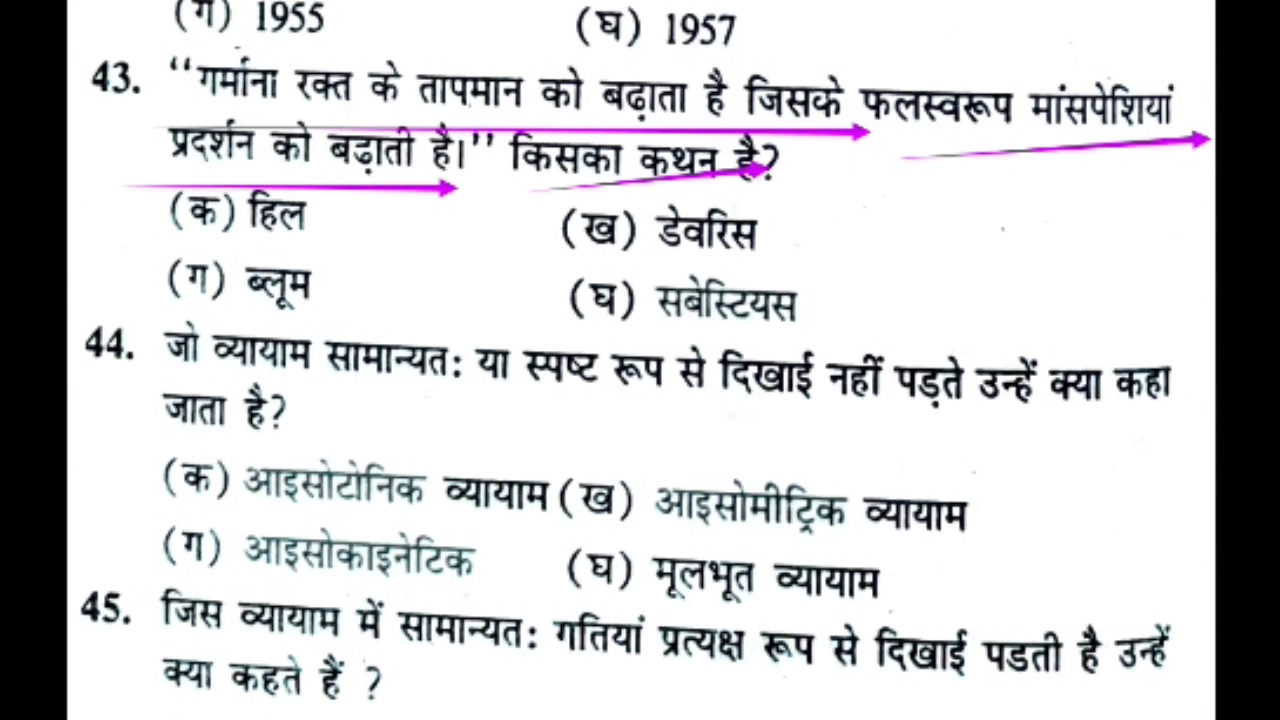 (ग) 1955 (घ) 1957
43. “गर्माना रक्त के तापमान को बढ़ाता है जिसके फलस्वरूप मांसपेशियां
प्रदर्शन को बढ़ाती है।” किसका कथन है?
(क) हिल (ख) डेवरिस
(ग) ब्लूम (घ) सबेस्टियस
44. जो व्यायाम सामान्यत: या स्पष्ट रूप से दिखाई नहीं पड़ते उन्हें क्या कहा
जाता है?
(क) आइसोटोनिक व्यायाम (ख) आइसोमीट्रिक व्यायाम
(ग) आइसोकाइनेटिक (घ) मूलभूत व्यायाम
45. जिस व्यायाम में सामान्यत: गतियां प्रत्यक्ष रूप से दिखाई पडती है उन्हें
क्या कहते हैं ?